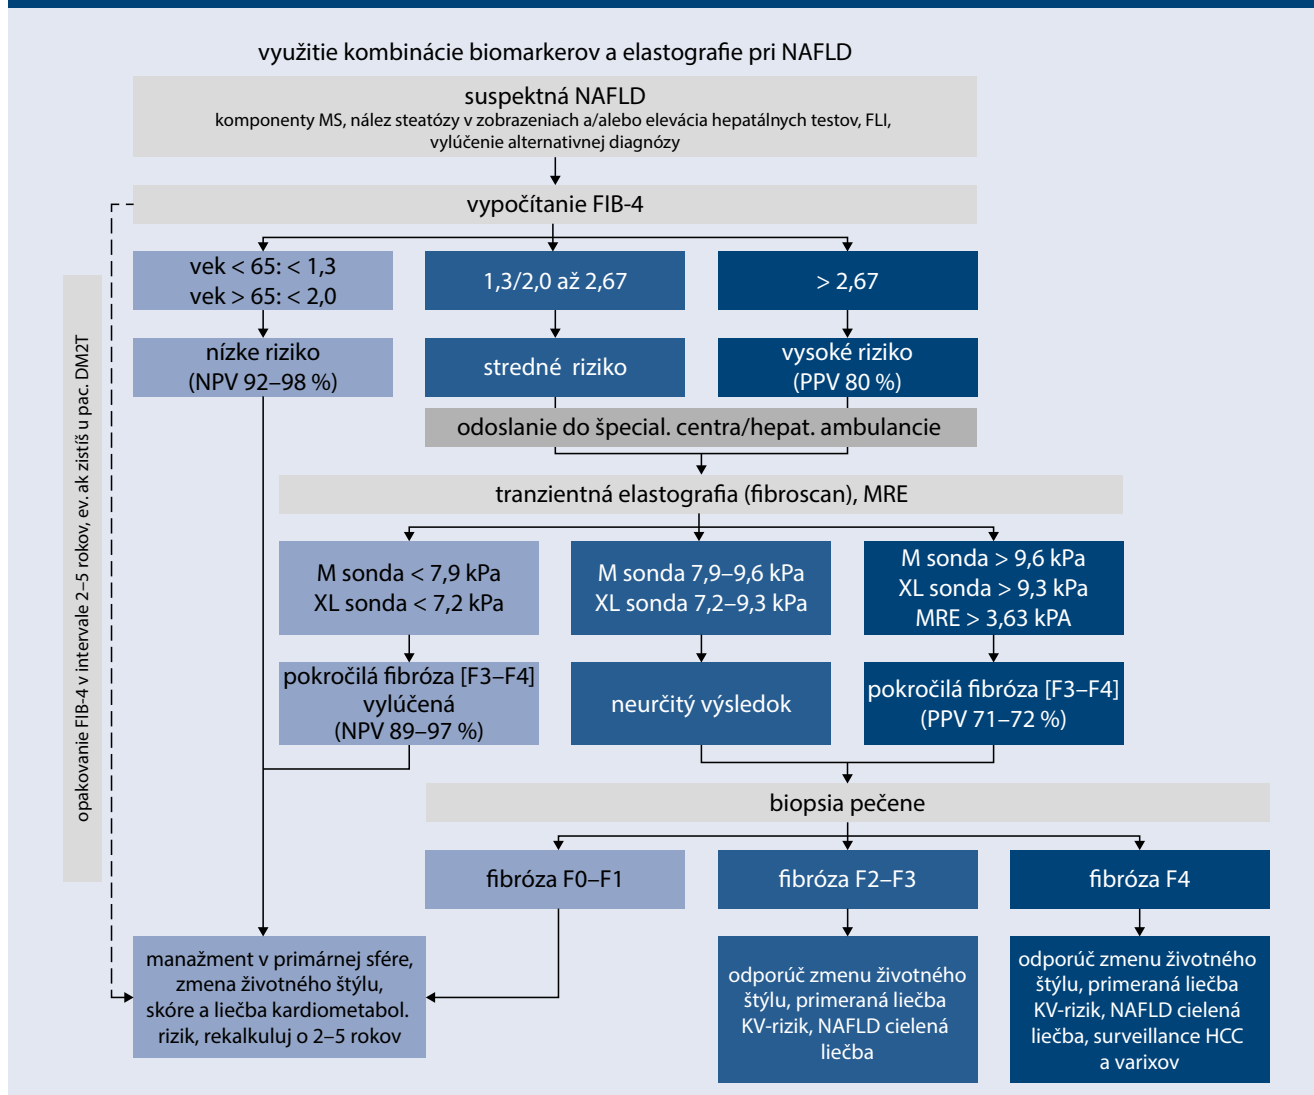 využitie kombinácie biomarkerov a elastografie pri NAFLD
suspektná NAFLD
komponenty MS, nález steatózy v zobrazeniach a/alebo elevácia hepatálnych testov, FLI,
vylúčenie alternatívnej diagnózy
vypočítanie FIB-4
vek < 65: < 1,3
vek > 65: < 2,0
1,3/2,0 až 2,67
> 2,67
nízke riziko
(NPV 92–98 %)
stredné riziko
vysoké riziko
(PPV 80 %)
odoslanie do špecial. centra/hepat. ambulancie
tranzientná elastografia (fibroscan), MRE
M sonda < 7,9 kPa
XL sonda < 7,2 kPa
M sonda 7,9–9,6 kPa
XL sonda 7,2–9,3 kPa
M sonda > 9,6 kPa
XL sonda > 9,3 kPa
MRE > 3,63 kPA
pokročilá fibróza [F3–F4]
vylúčená
(NPV 89–97 %)
neurčitý výsledok
pokročilá fibróza [F3–F4]
(PPV 71–72 %)
opakovanie FIB-4 v intervale 2–5 rokov, ev. ak zistíš u pac. DM2T
biopsia pečene
fibróza F0–F1
fibróza F2–F3
fibróza F4
manažment v primárnej sfére,
zmena životného štýlu,
skóre a liečba kardiometabol.
rizik, rekalkuluj o 2–5 rokov
odporúč zmenu životného
štýlu, primeraná liečba
KV-rizik, NAFLD cielená
liečba
odporúč zmenu životného
štýlu, primeraná liečba
KV-rizik, NAFLD cielená
liečba, surveillance HCC
a varixov